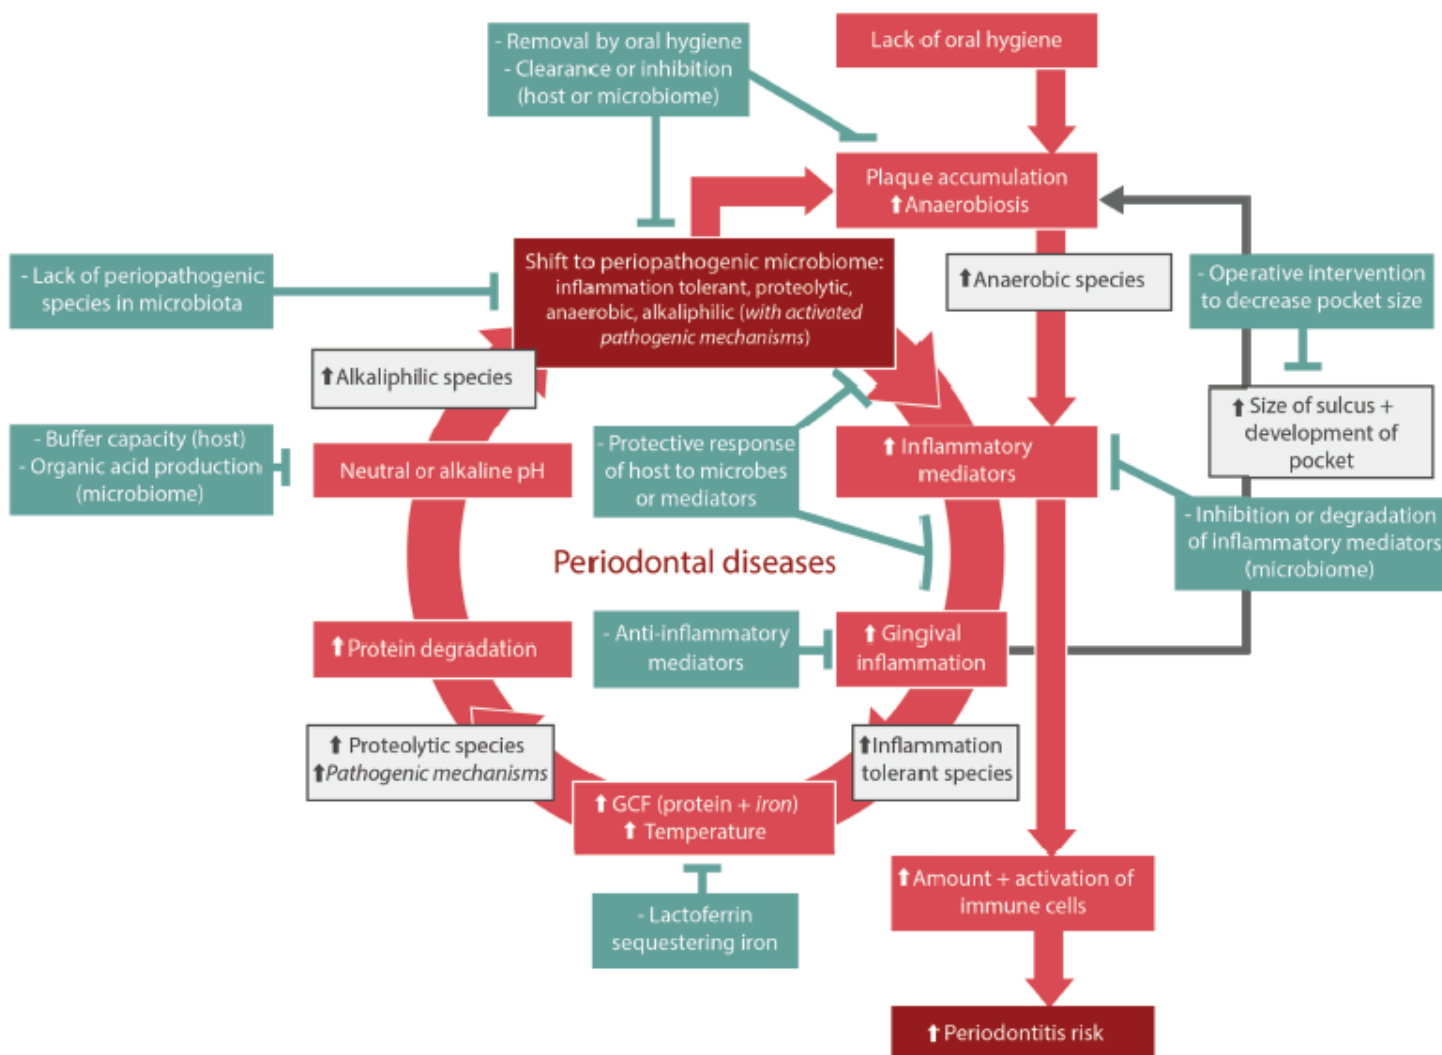 - Removal by oral hygiene
- Clearance or inhibition
(host or microbiome)
Lack of oral hygiene
Plaque accumulation
⬆Anaerobiosis
- Lack of periopathogenic
species in microbiota
Shift to periopathogenic microbiome:
inflammation tolerant, proteolytic,
anaerobic, alkaliphilic (with activated
pathogenic mechanisms)
⬆Anaerobic species
- Operative intervention
to decrease pocket size
⬆Alkaliphilic species
⬆ Size of sulcus +
development of
pocket
- Buffer capacity (host)
- Organic acid production
(microbiome)
Neutral or alkaline pH
- Protective response
of host to microbes
or mediators
⬆ Inflammatory
mediators
- Inhibition or degradation
of inflammatory mediators
(microbiome)
Periodontal diseases
⬆Protein degradation
- Anti-inflammatory
mediators
⬆ Gingival
inflammation
⬆ Proteolytic species
⬆Pathogenic mechanisms
⬆Inflammation
tolerant species
⬆ GCF (protein + iron)
⬆ Temperature
⬆Amount + activation of
immune cells
- Lactoferrin
sequestering iron
⬆ Periodontitis risk